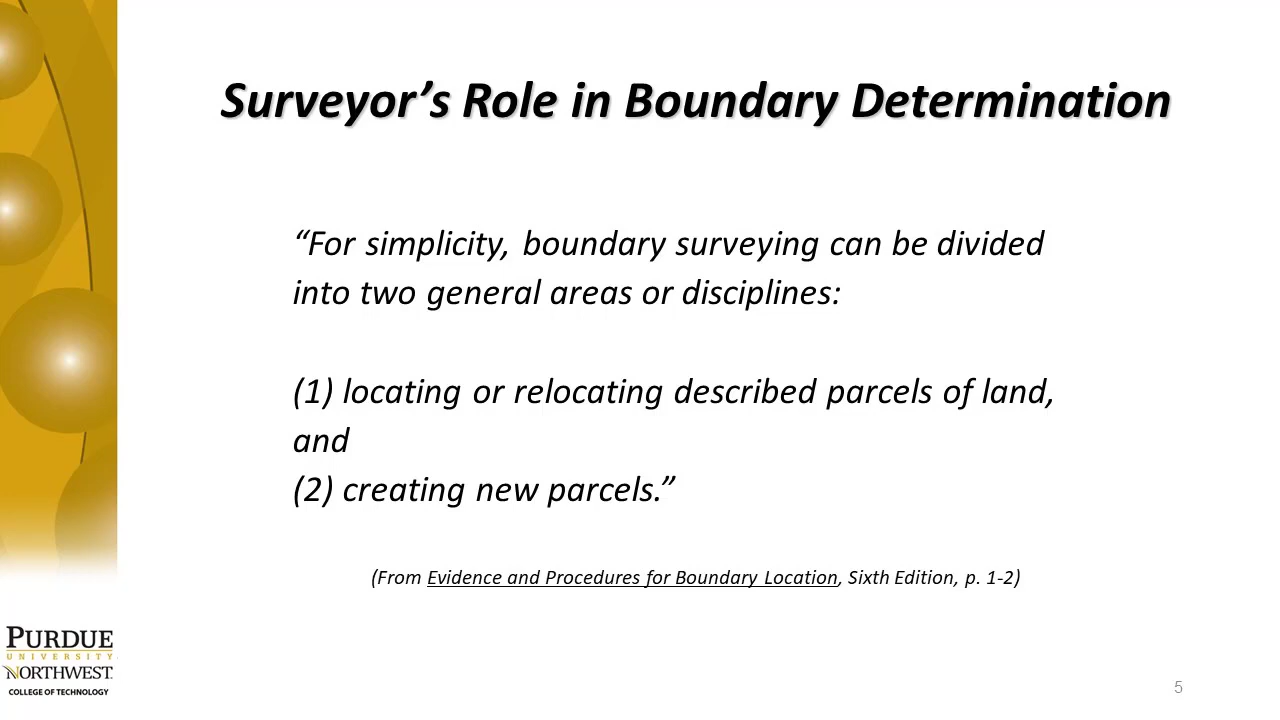 Surveyor’s Role in Boundary Determination
“For simplicity, boundary surveying can be divided
into two general areas or disciplines:
(1) locating or relocating described parcels of land,
and
(2) creating new parcels.”
(From Evidence and Procedures for Boundary Location, Sixth Edition, p. 1-2)
PURDUE
UNIVERSITY
NORTHWEST
COLLEGE OF TECHNOLOGY
5